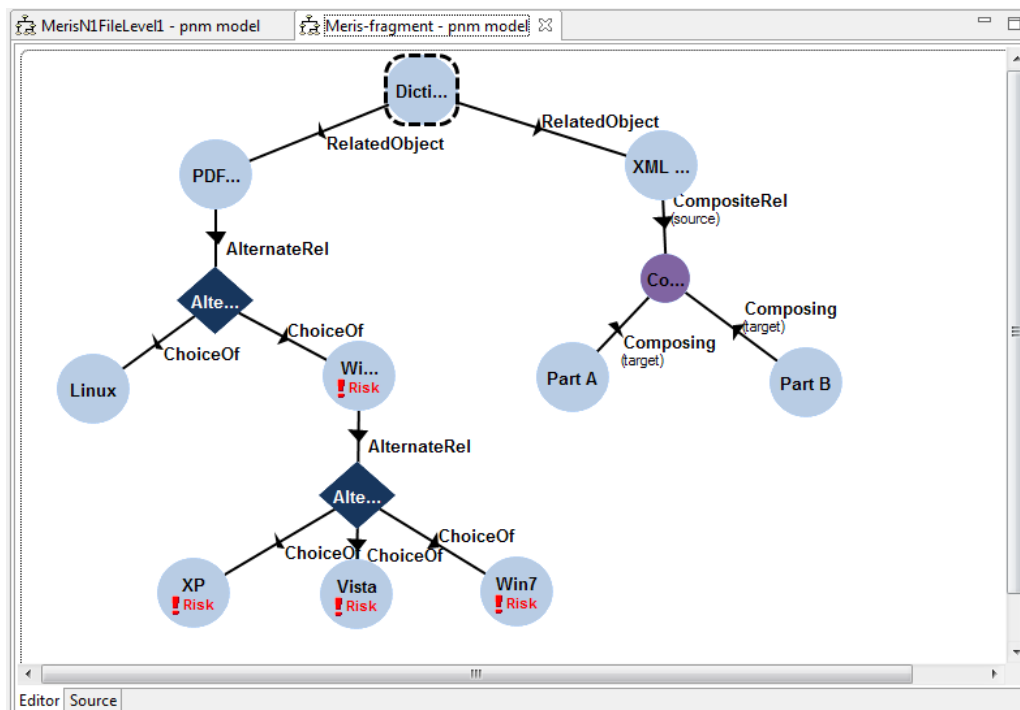 MerisN1FileLevel1 - pnm model
Meris-fragment - pnm model
Dicti...
RelatedObject
RelatedObject
PDF...
XML ...
CompositeRel
(source)
AlternateRel
Alte...
Co...
ChoiceOf
ChoiceOf
Composing
(target)
Composing
(target)
Linux
Wi...
Risk
Part A
Part B
AlternateRel
Alte...
ChoiceOf
ChoiceOf
ChoiceOf
XP
Risk
Vista
Risk
Win7
Risk
Editor
Source